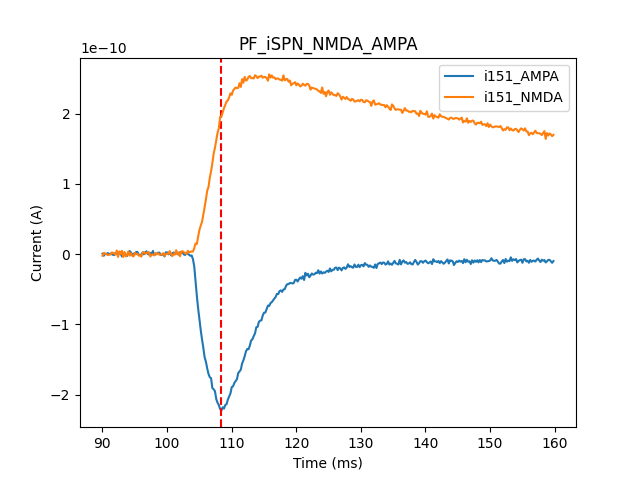 PF_iSPN_NMDA_AMPA
1e−10
i151_AMPA
i151_NMDA
2
1
0
−1
−2
Current (A)
90 100 110 120 130 140 150 160
Time (ms)